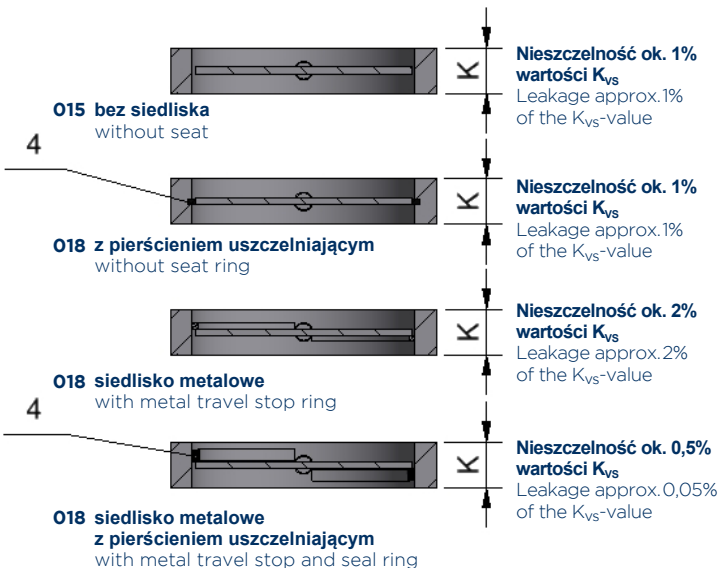 Nieszczelność ok. 1%
wartości Kvs
Leakage approx. 1%
of the Kvs-value
K
O15 bez siedliska
without seat
4
Nieszczelność ok. 1%
wartości Kvs
Leakage approx. 1%
of the Kvs-value
K
O18 z pierścieniem uszczelniającym
without seat ring
Nieszczelność ok. 2%
wartości Kvs
Leakage approx. 2%
of the Kvs-value
K
O18 siedlisko metalowe
with metal travel stop ring
4
Nieszczelność ok. 0,5%
wartości Kvs
Leakage approx. 0,05%
of the Kvs-value
K
O18 siedlisko metalowe
z pierścieniem uszczelniającym
with metal travel stop and seal ring